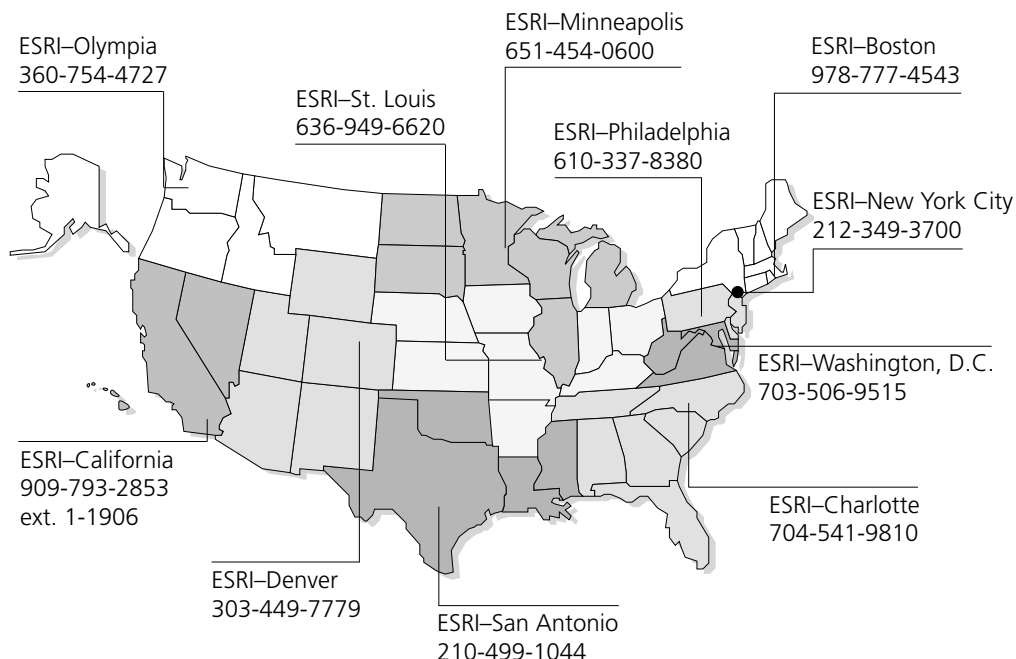 ESRI–Minneapolis
651-454-0600
ESRI–Olympia
360-754-4727
ESRI–Boston
978-777-4543
ESRI–St. Louis
636-949-6620
ESRI–Philadelphia
610-337-8380
ESRI–New York City
212-349-3700
ESRI–Washington, D.C.
703-506-9515
ESRI–California
909-793-2853
ext. 1-1906
ESRI–Charlotte
704-541-9810
ESRI–Denver
303-449-7779
ESRI–San Antonio
210-499-1044